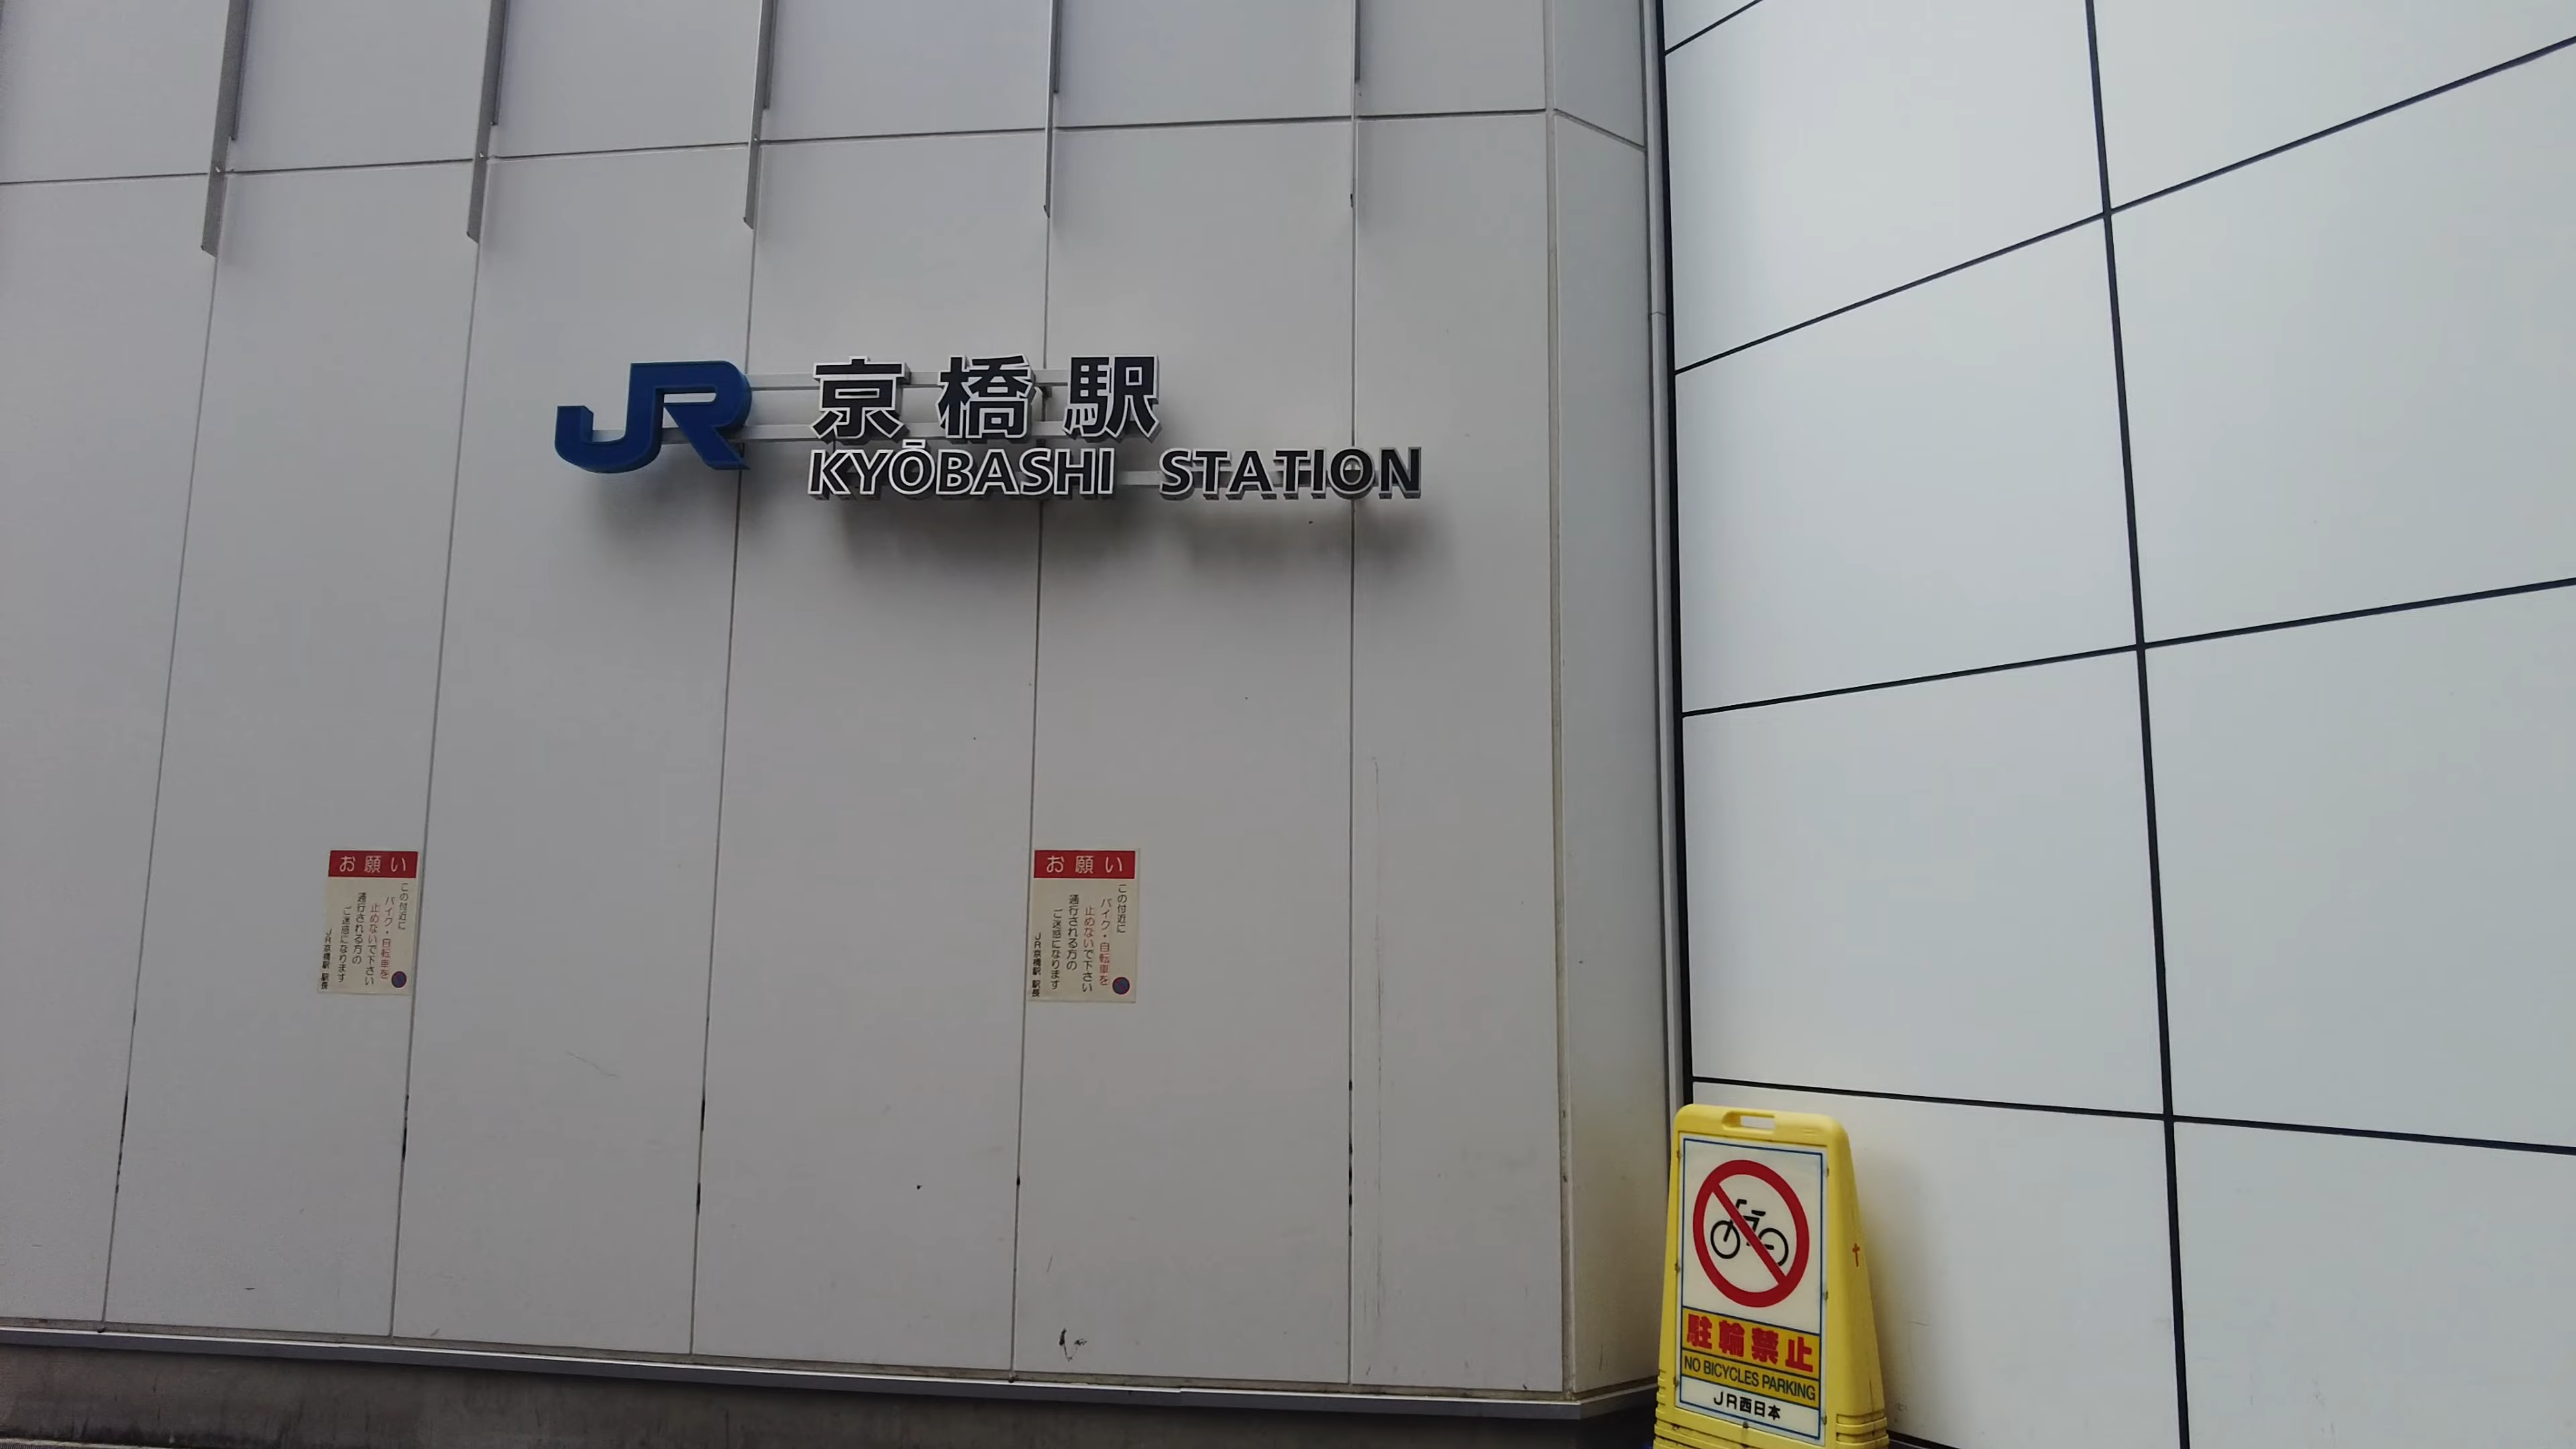 JR 京橋駅
KYŌBASHI STATION
お願い
この付近に
バイク・自転車を
止めないで下さい
通行される方の
ご迷惑になります
JR京橋駅 駅長
お願い
この付近に
バイク・自転車を
止めないで下さい
通行される方の
ご迷惑になります
JR京橋駅 駅長
駐輪禁止
NO BICYCLES PARKING
JR西日本